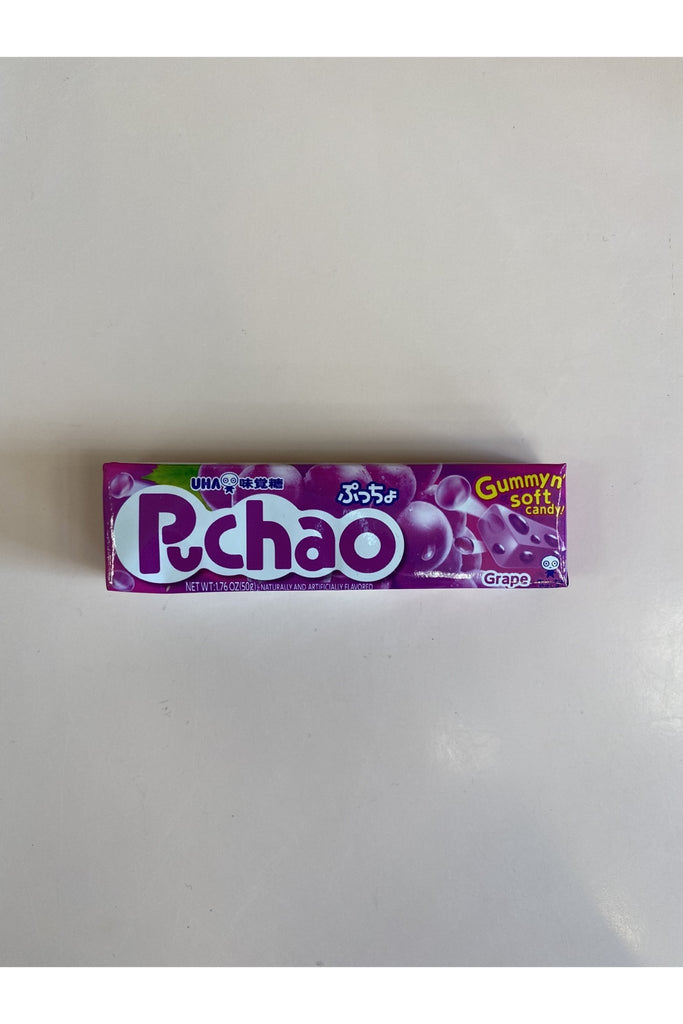 UHA味覚糖
ぷっちょ
Puchao
Gummy n'
soft
candy!
Grape
NET WT:1.76 OZ(50g) • NATURALLY AND ARTIFICIALLY FLAVORED